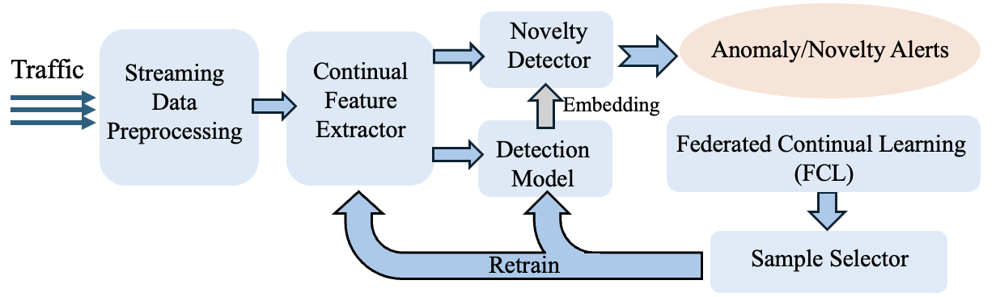 Traffic
Streaming
Data
Preprocessing
Continual
Feature
Extractor
Novelty
Detector
Anomaly/Novelty Alerts
Embedding
Detection
Model
Federated Continual Learning
(FCL)
Sample Selector
Retrain